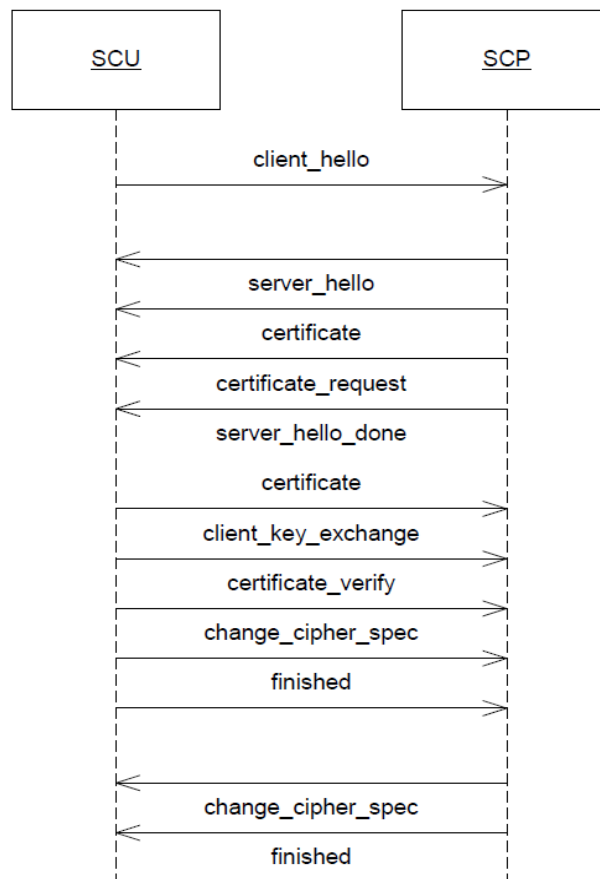 SCU
SCP
client_hello
server_hello
certificate
certificate_request
server_hello_done
certificate
client_key_exchange
certificate_verify
change_cipher_spec
finished
change_cipher_spec
finished